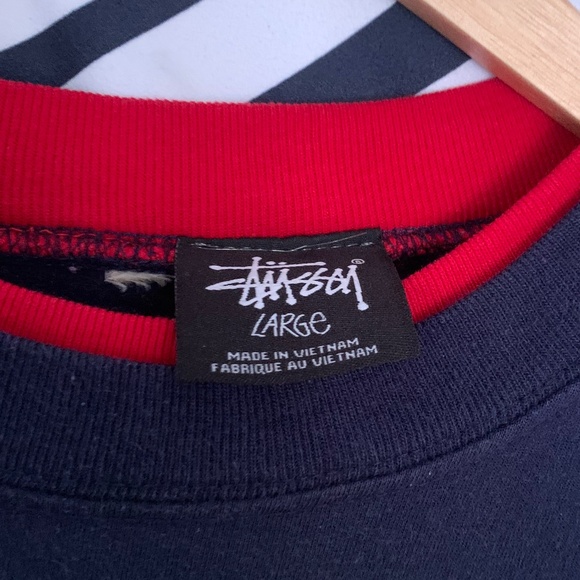 Stüssy®
LARGE
MADE IN VIETNAM
FABRIQUE AU VIETNAM